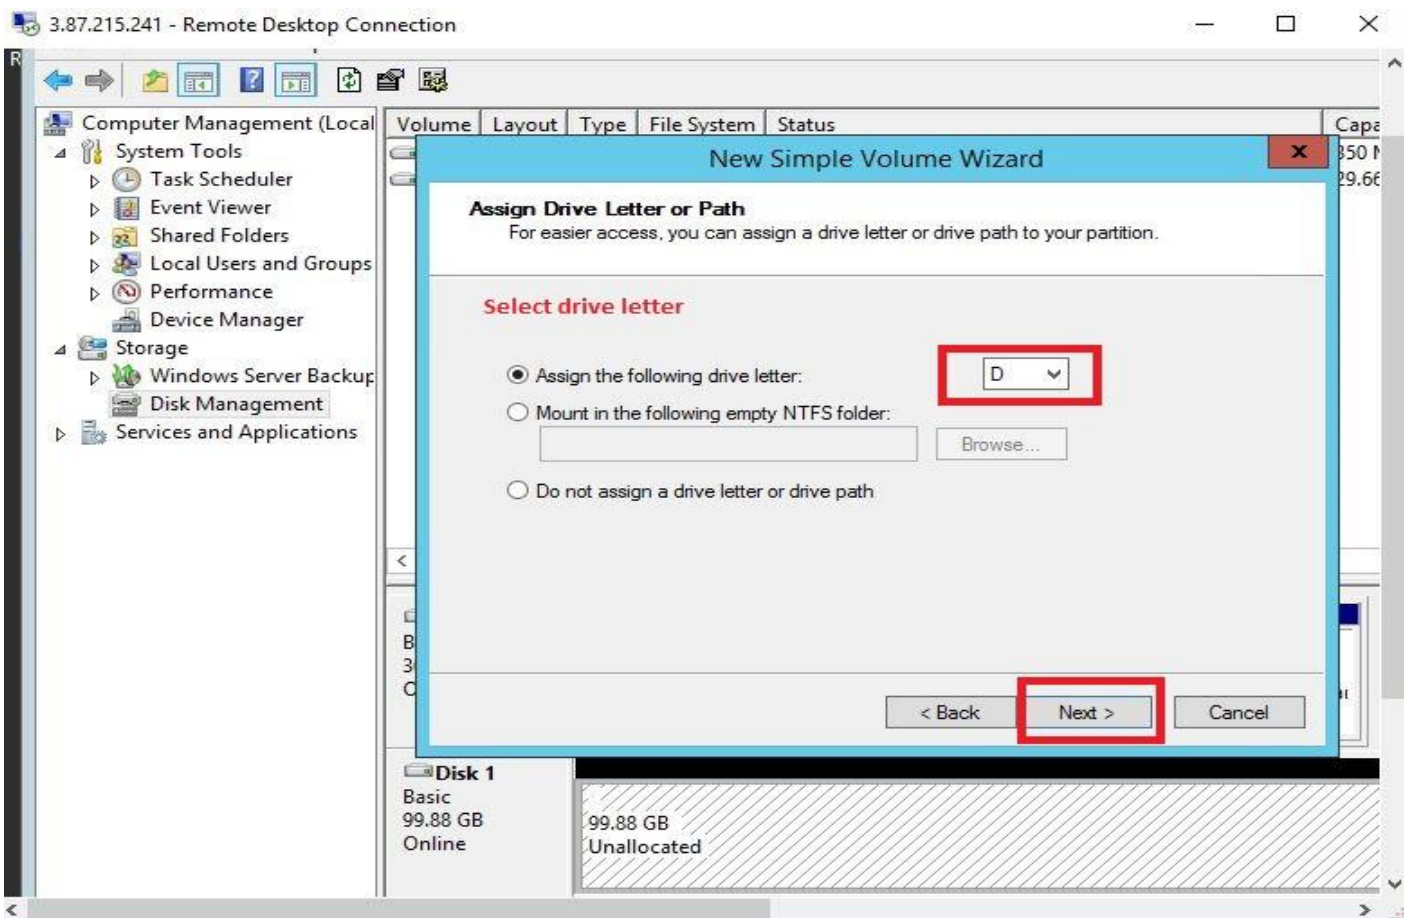 3.87.215.241 - Remote Desktop Connection
Computer Management (Local
System Tools
Task Scheduler
Event Viewer
Shared Folders
Local Users and Groups
Performance
Device Manager
Storage
Windows Server Backup
Disk Management
Services and Applications
Volume Layout Type File System Status Capa
350 M
29.66
New Simple Volume Wizard
x
Assign Drive Letter or Path
For easier access, you can assign a drive letter or drive path to your partition.
Select drive letter
Assign the following drive letter: D
Mount in the following empty NTFS folder:
Browse...
Do not assign a drive letter or drive path
< Back Next > Cancel
Disk 1
Basic
99.88 GB
Online
99.88 GB
Unallocated